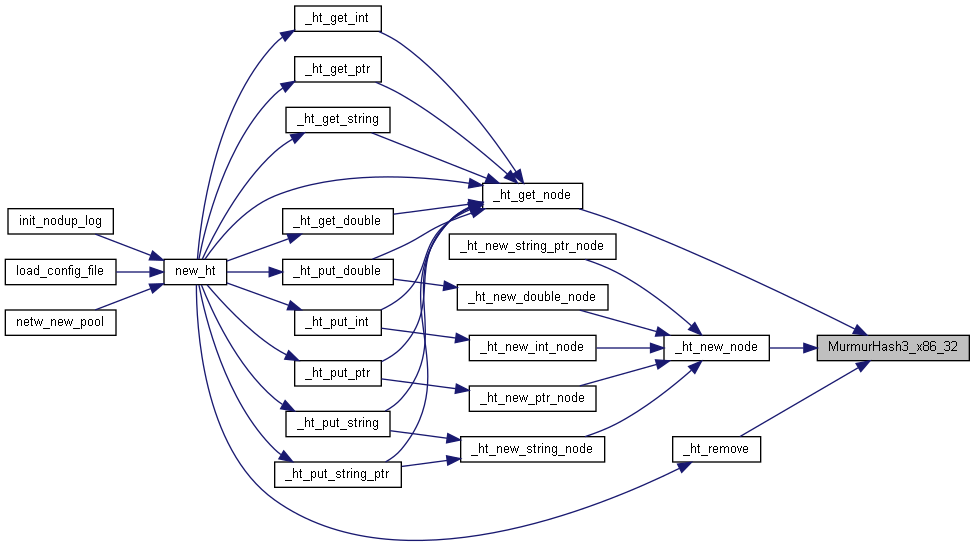 _ht_get_int
_ht_get_ptr
_ht_get_string
_ht_get_node
init_nodup_log
_ht_get_double
_ht_new_string_ptr_node
load_config_file
new_ht
_ht_put_double
_ht_new_double_node
netw_new_pool
_ht_put_int
_ht_new_int_node
_ht_new_node
MurmurHash3_x86_32
_ht_put_ptr
_ht_new_ptr_node
_ht_put_string
_ht_new_string_node
_ht_remove
_ht_put_string_ptr